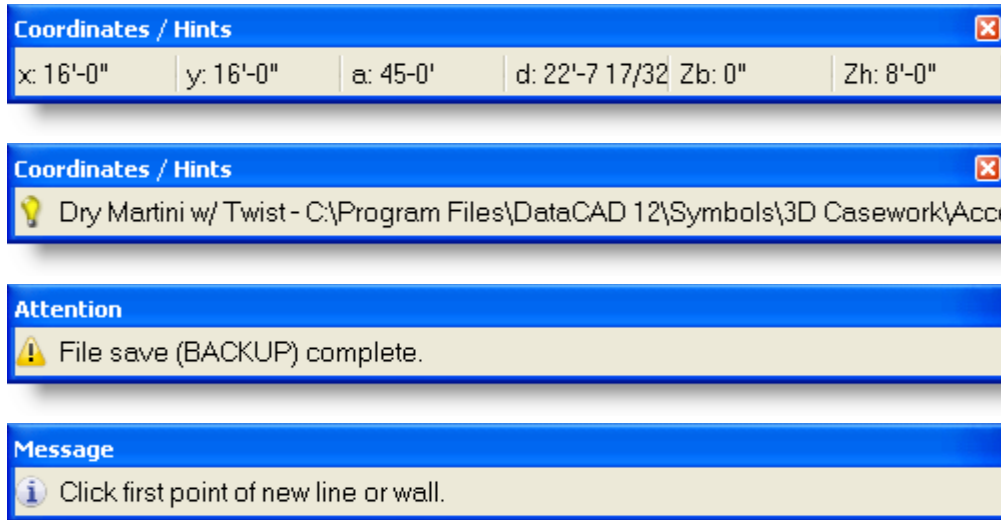 Coordinates / Hints
x: 16'-0" y: 16'-0" a: 45-0' d: 22'-7 17/32 Zb: 0" Zh: 8'-0"
Coordinates / Hints
Dry Martini w/ Twist - C:\Program Files\DataCAD 12\Symbols\3D Casework\Acce
Attention
File save (BACKUP) complete.
Message
Click first point of new line or wall.